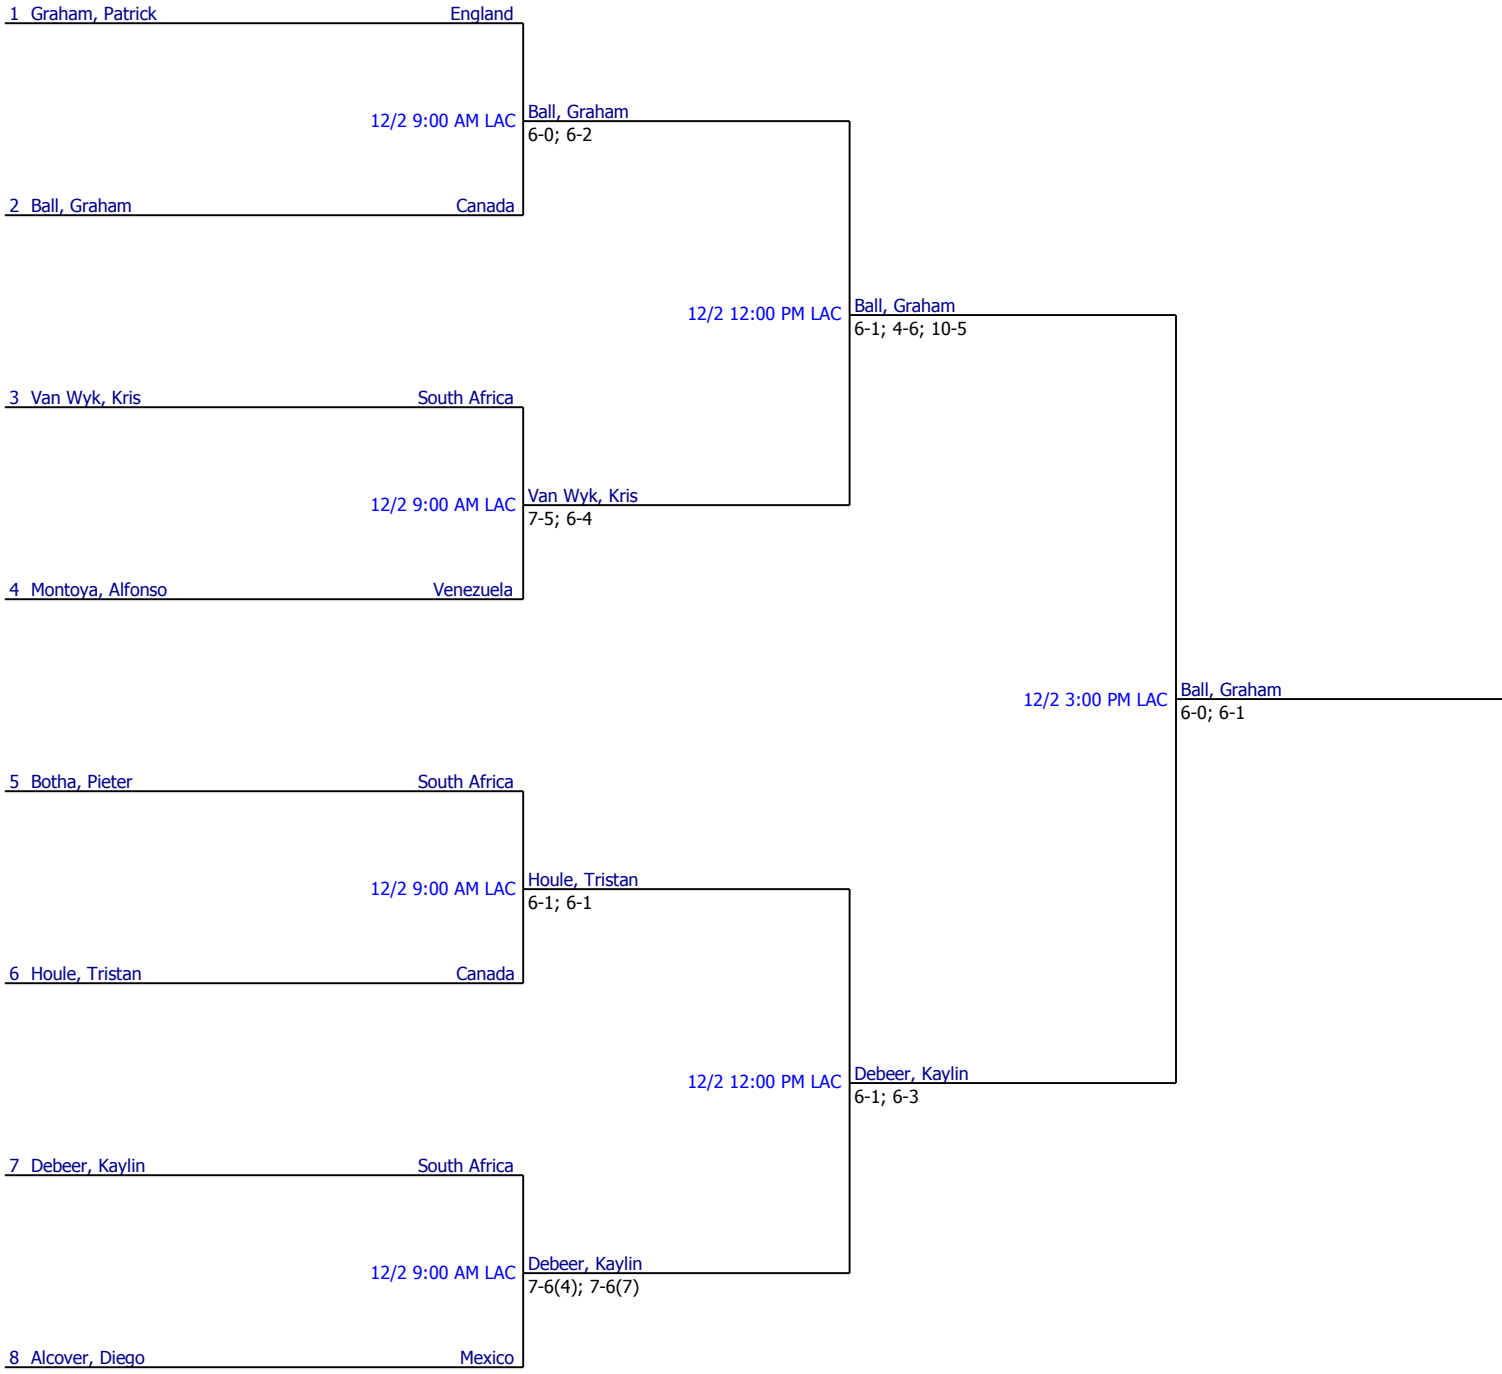 1 Graham, Patrick England
12/2 9:00 AM LAC Ball, Graham
6-0; 6-2
2 Ball, Graham Canada
12/2 12:00 PM LAC Ball, Graham
6-1; 4-6; 10-5
3 Van Wyk, Kris South Africa
12/2 9:00 AM LAC Van Wyk, Kris
7-5; 6-4
4 Montoya, Alfonso Venezuela
12/2 3:00 PM LAC Ball, Graham
6-0; 6-1
5 Botha, Pieter South Africa
12/2 9:00 AM LAC Houle, Tristan
6-1; 6-1
6 Houle, Tristan Canada
12/2 12:00 PM LAC Debeer, Kaylin
6-1; 6-3
7 Debeer, Kaylin South Africa
12/2 9:00 AM LAC Debeer, Kaylin
7-6(4); 7-6(7)
8 Alcover, Diego Mexico